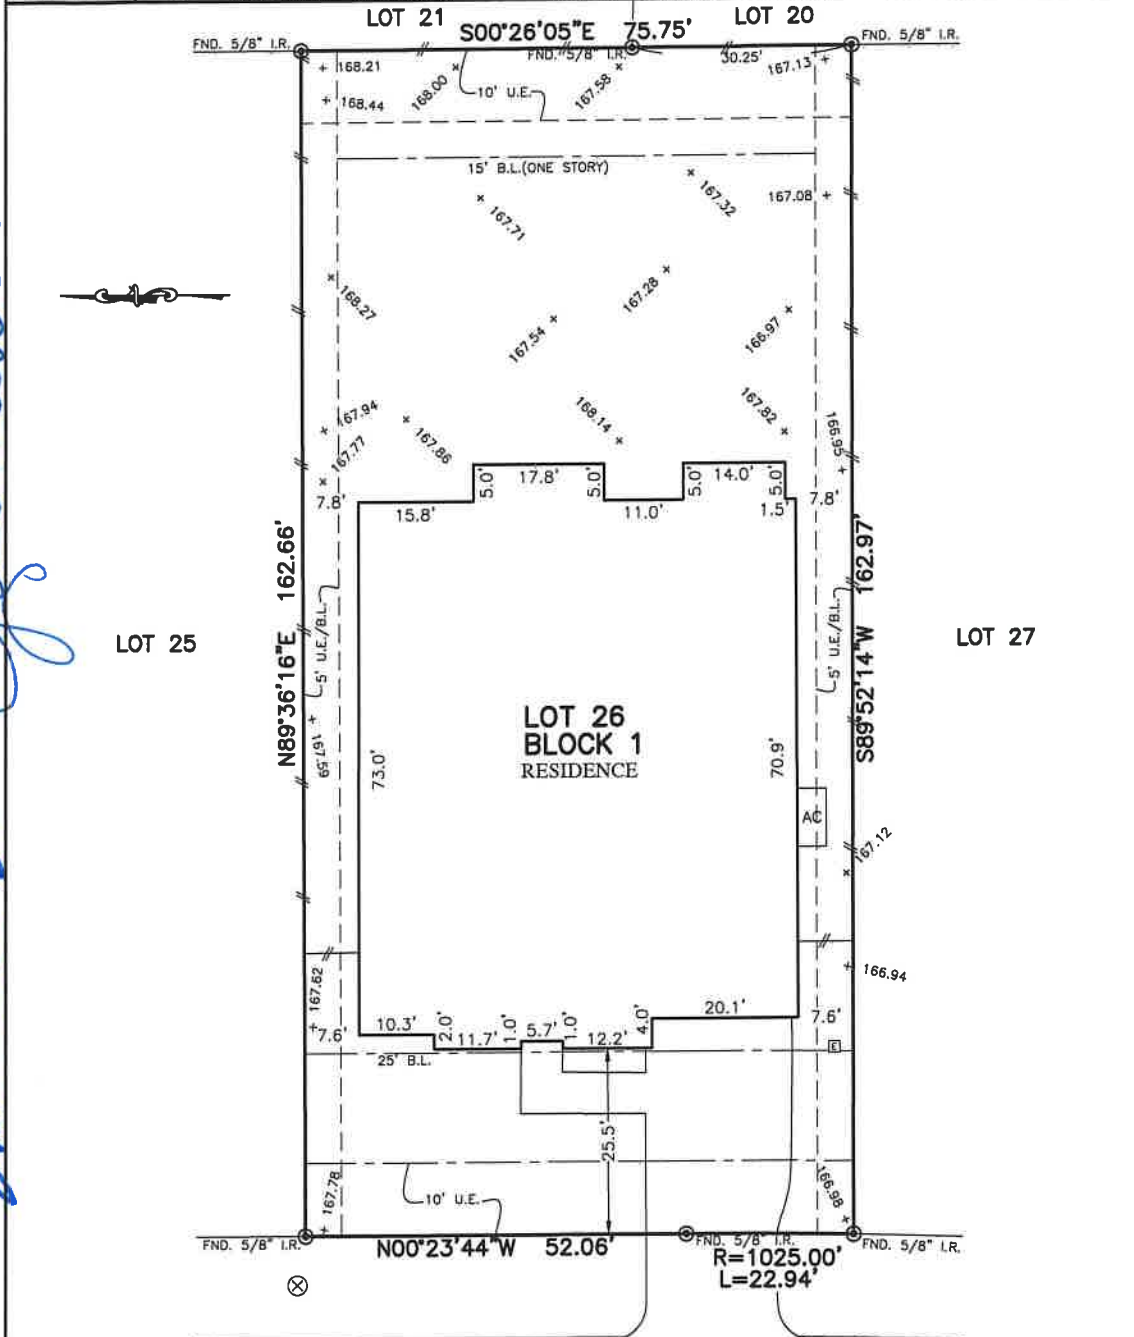 LOT 21
LOT 20
S00°26'05"E 75.75'
FND. 5/8" I.R.
FND. 5/8" I.R.
FND. 5/8" I.R.
30.25'
167.13
168.21
168.00
167.58
10' U.E.
168.44
15' B.L.(ONE STORY)
167.71
167.32
167.08
168.27
167.54
167.28
166.97
167.94
167.77
167.86
168.14
167.82
166.95
7.8'
15.8'
5.0'
17.8'
5.0'
11.0'
5.0'
14.0'
5.0'
1.5'
7.8'
N89°36'16"E 162.66'
S89°52'14"W 162.97'
5' U.E./B.L.
5' U.E./B.L.
LOT 25
LOT 27
LOT 26
BLOCK 1
RESIDENCE
167.59
73.0'
70.9'
AC
167.12
166.94
167.62
7.6'
10.3'
2.0'
11.7'
1.0'
5.7'
1.0'
12.2'
4.0'
20.1'
7.6'
E
25' B.L.
25.5'
10' U.E.
167.78
166.98
FND. 5/8" I.R.
N00°23'44"W 52.06'
FND. 5/8" I.R.
FND. 5/8" I.R.
R=1025.00'
L=22.94'